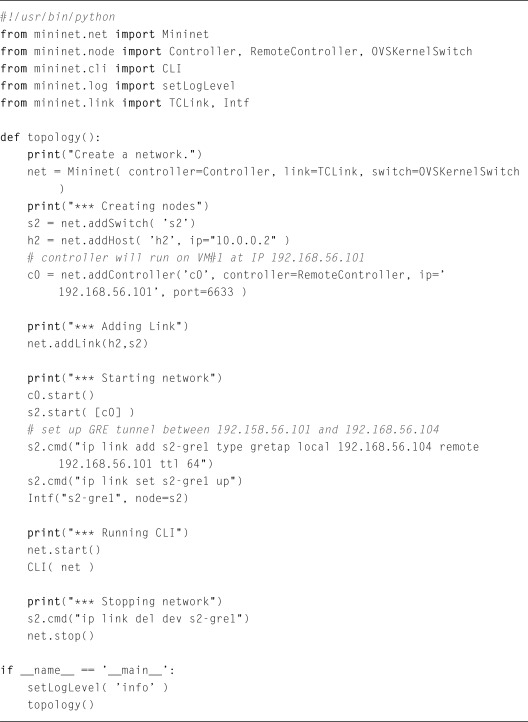 #!/usr/bin/python
from mininet.net import Mininet
from mininet.node import Controller, RemoteController, OVSKernelSwitch
from mininet.cli import CLI
from mininet.log import setLogLevel
from mininet.link import TCLink, Intf

def topology():
    print("Create a network.")
    net = Mininet( controller=Controller, link=TCLink, switch=OVSKernelSwitch
        )
    print("*** Creating nodes")
    s2 = net.addSwitch( 's2')
    h2 = net.addHost( 'h2', ip="10.0.0.2" )
    # controller will run on VM#1 at IP 192.168.56.101
    c0 = net.addController('c0', controller=RemoteController, ip='
        192.168.56.101', port=6633 )

    print("*** Adding Link")
    net.addLink(h2,s2)

    print("*** Starting network")
    c0.start()
    s2.start( [c0] )
    # set up GRE tunnel between 192.158.56.101 and 192.168.56.104
    s2.cmd("ip link add s2-gre1 type gretap local 192.168.56.104 remote
        192.168.56.101 ttl 64")
    s2.cmd("ip link set s2-gre1 up")
    Intf("s2-gre1", node=s2)

    print("*** Running CLI")
    net.start()
    CLI( net )

    print("*** Stopping network")
    s2.cmd("ip link del dev s2-gre1")
    net.stop()

if __name__ == '__main__':
    setLogLevel( 'info' )
    topology()